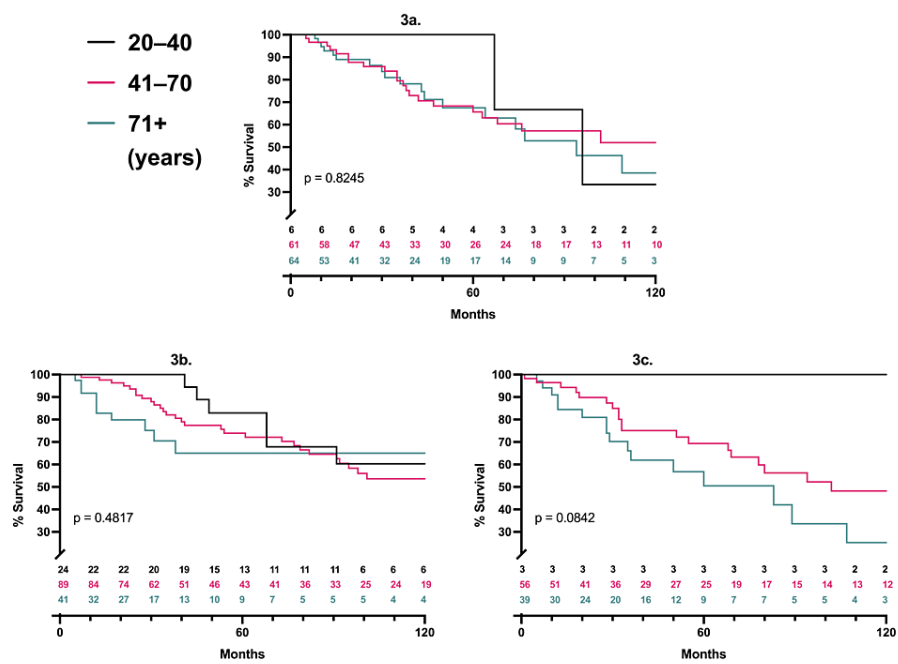 20–40
41–70
71+
(years)
3a.
% Survival
100
90
80
70
60
50
40
30
p = 0.8245
6 6 6 6 5 4 4 3 3 3 2 2 2
61 58 47 43 33 30 26 24 18 17 13 11 10
64 53 41 32 24 19 17 14 9 9 7 5 3
0 60 120
Months
3b.
% Survival
100
90
80
70
60
50
40
30
p = 0.4817
24 22 22 20 19 15 13 11 11 11 6 6 6
89 84 74 62 51 46 43 41 36 33 25 24 19
41 32 27 17 13 10 9 7 5 5 5 4 4
0 60 120
Months
3c.
% Survival
100
90
80
70
60
50
40
30
p = 0.0842
3 3 3 3 3 3 3 3 3 3 3 2 2
56 51 41 36 29 27 25 19 17 15 14 13 12
39 30 24 20 16 12 9 7 7 5 5 4 3
0 60 120
Months